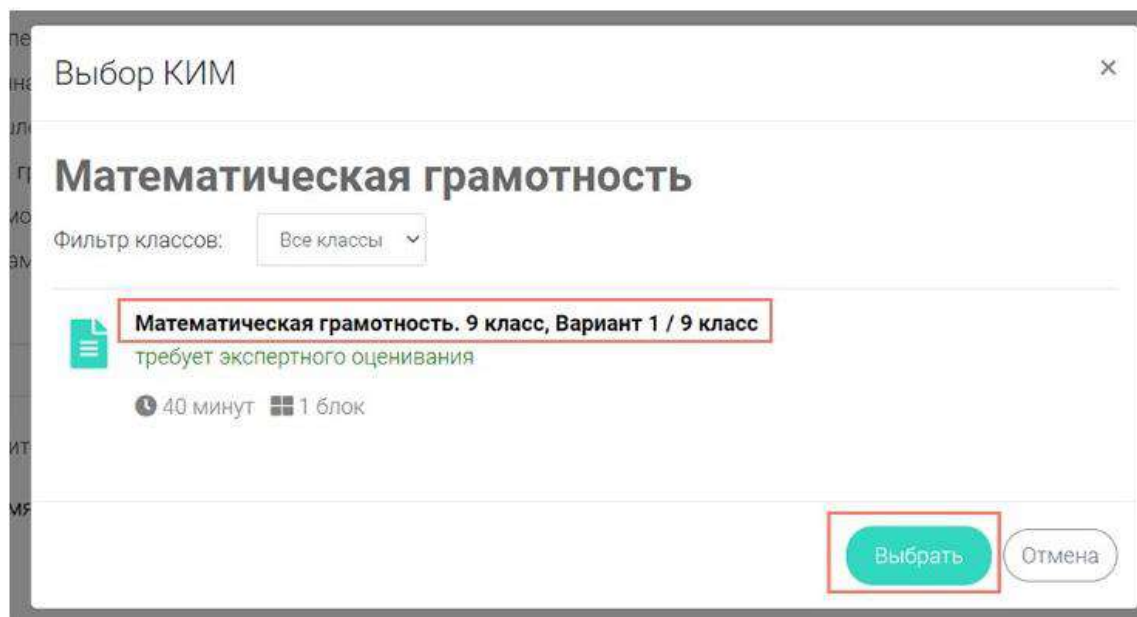 Выбор КИМ ×
Математическая грамотность
Фильтр классов: Все классы
Математическая грамотность. 9 класс, Вариант 1 / 9 класс
требует экспертного оценивания
40 минут 1 блок
Выбрать Отмена